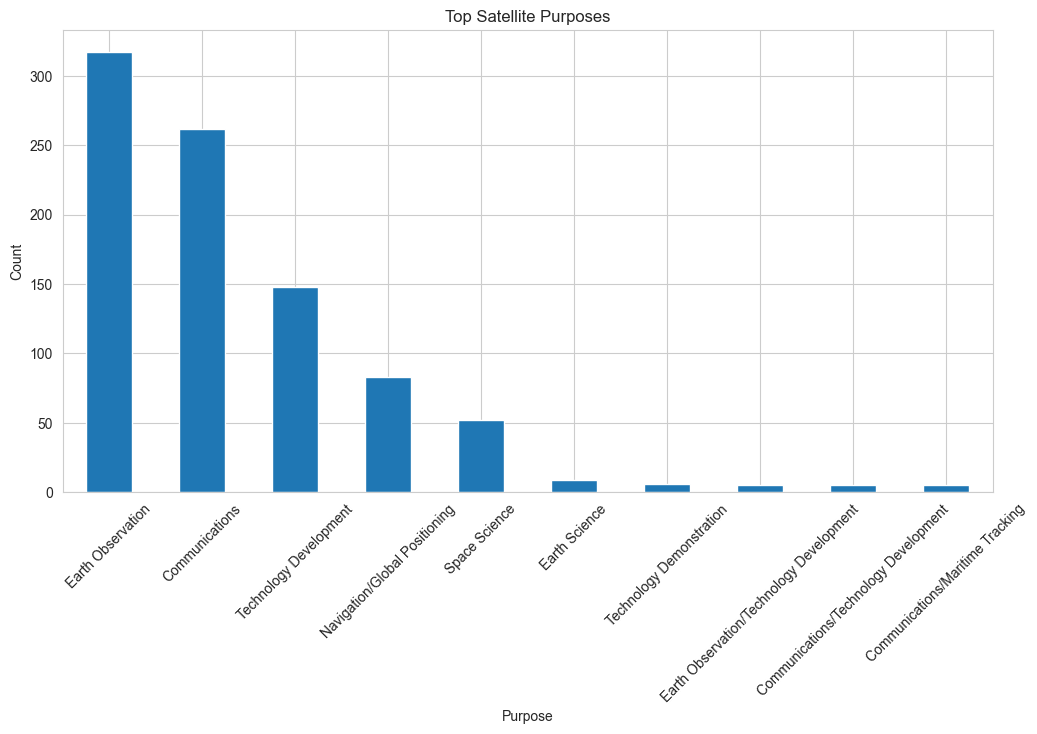 Top Satellite Purposes
Count
300
250
200
150
100
50
0
Earth Observation
Communications
Technology Development
Navigation/Global Positioning
Space Science
Earth Science
Technology Demonstration
Earth Observation/Technology Development
Communications/Technology Development
Communications/Maritime Tracking
Purpose